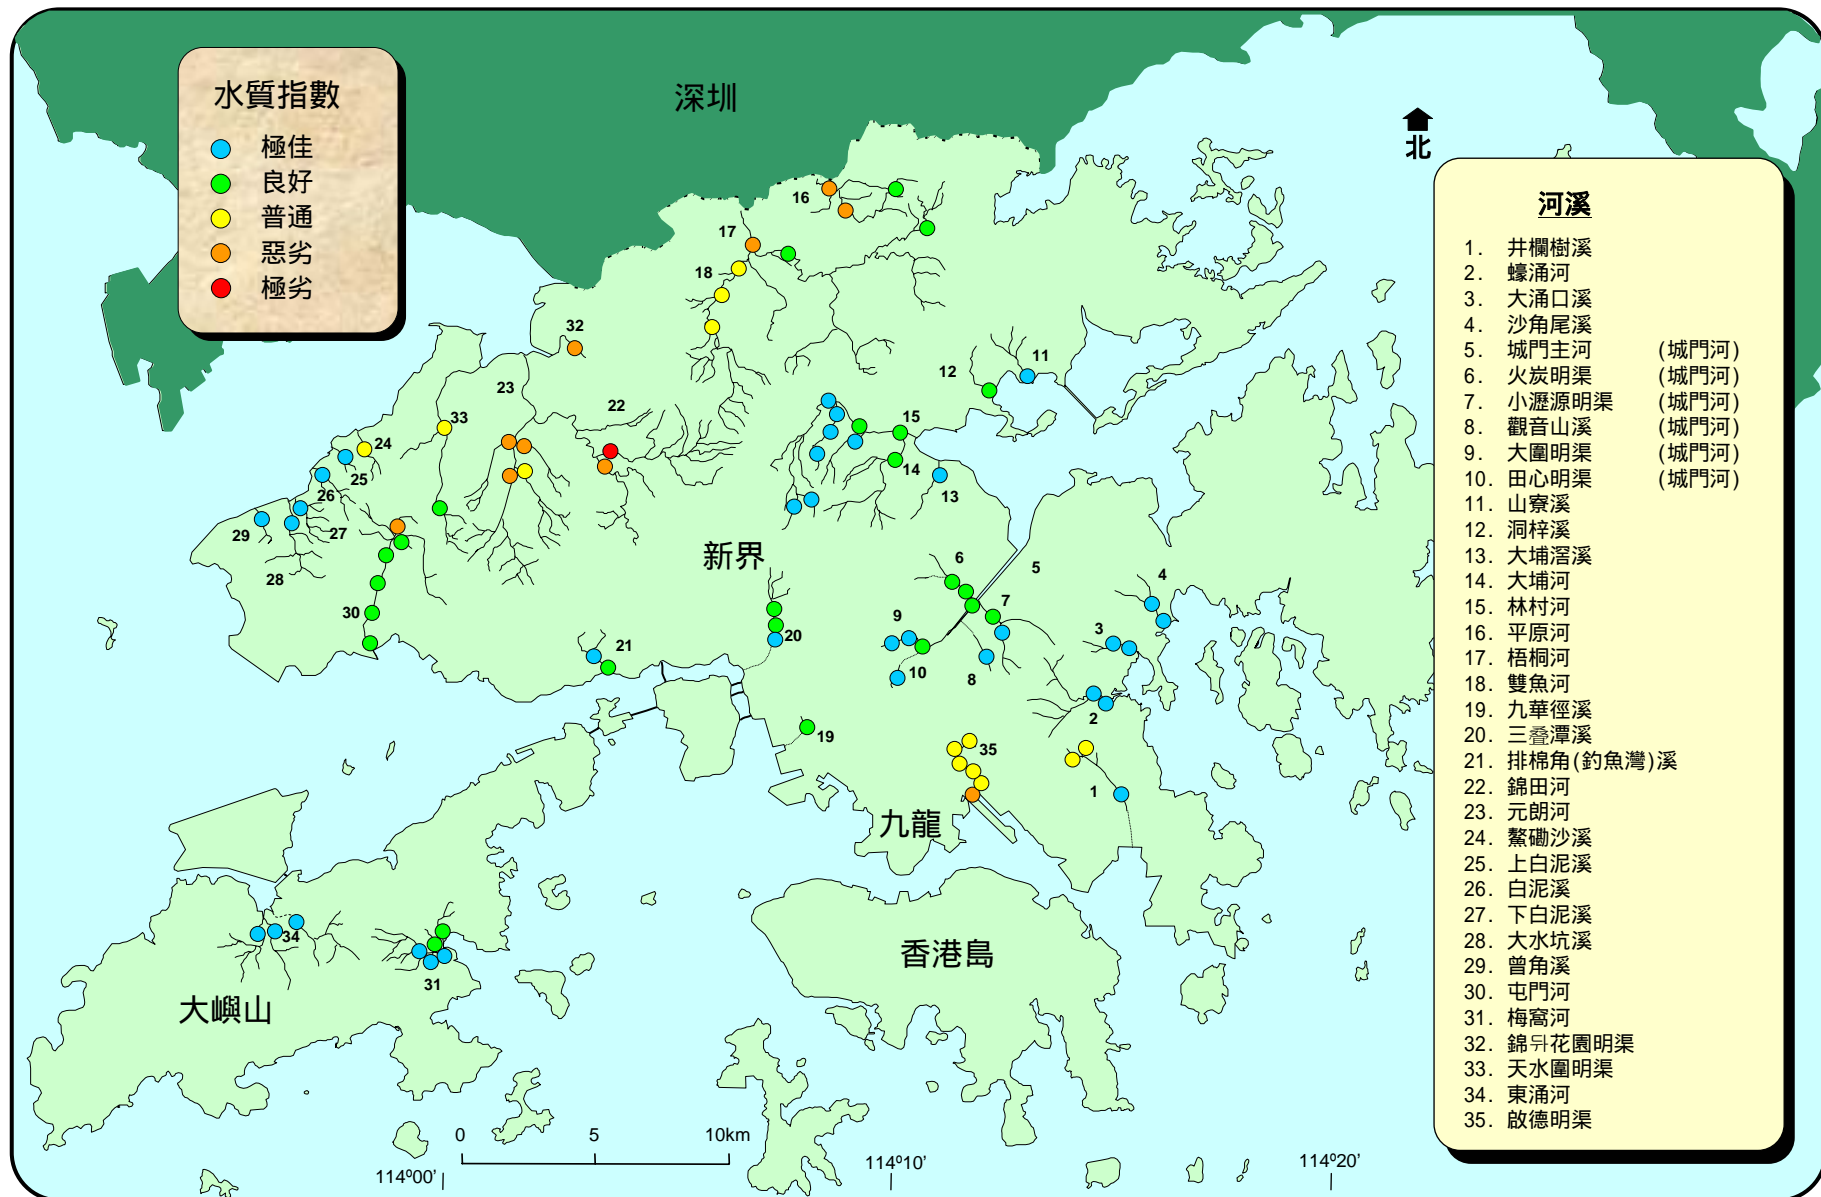 水質指數
極佳
良好
普通
惡劣
極劣
深圳
北
新界
九龍
香港島
大嶼山
16
17
18
32
11
12
23
22
33
15
24
14
25
13
26
29
27
28
6
5
4
30
7
9
3
20
21
10
8
2
19
35
1
34
31
0 5 10km
114º00' 114º10' 114º20'
河溪
1. 井欄樹溪
2. 蠔涌河
3. 大涌口溪
4. 沙角尾溪
5. 城門主河 (城門河)
6. 火炭明渠 (城門河)
7. 小瀝源明渠 (城門河)
8. 觀音山溪 (城門河)
9. 大圍明渠 (城門河)
10. 田心明渠 (城門河)
11. 山寮溪
12. 洞梓溪
13. 大埔滘溪
14. 大埔河
15. 林村河
16. 平原河
17. 梧桐河
18. 雙魚河
19. 九華徑溪
20. 三叠潭溪
21. 排棉角(釣魚灣)溪
22. 錦田河
23. 元朗河
24. 鰲磡沙溪
25. 上白泥溪
26. 白泥溪
27. 下白泥溪
28. 大水坑溪
29. 曾角溪
30. 屯門河
31. 梅窩河
32. 錦뒤花園明渠
33. 天水圍明渠
34. 東涌河
35. 啟德明渠